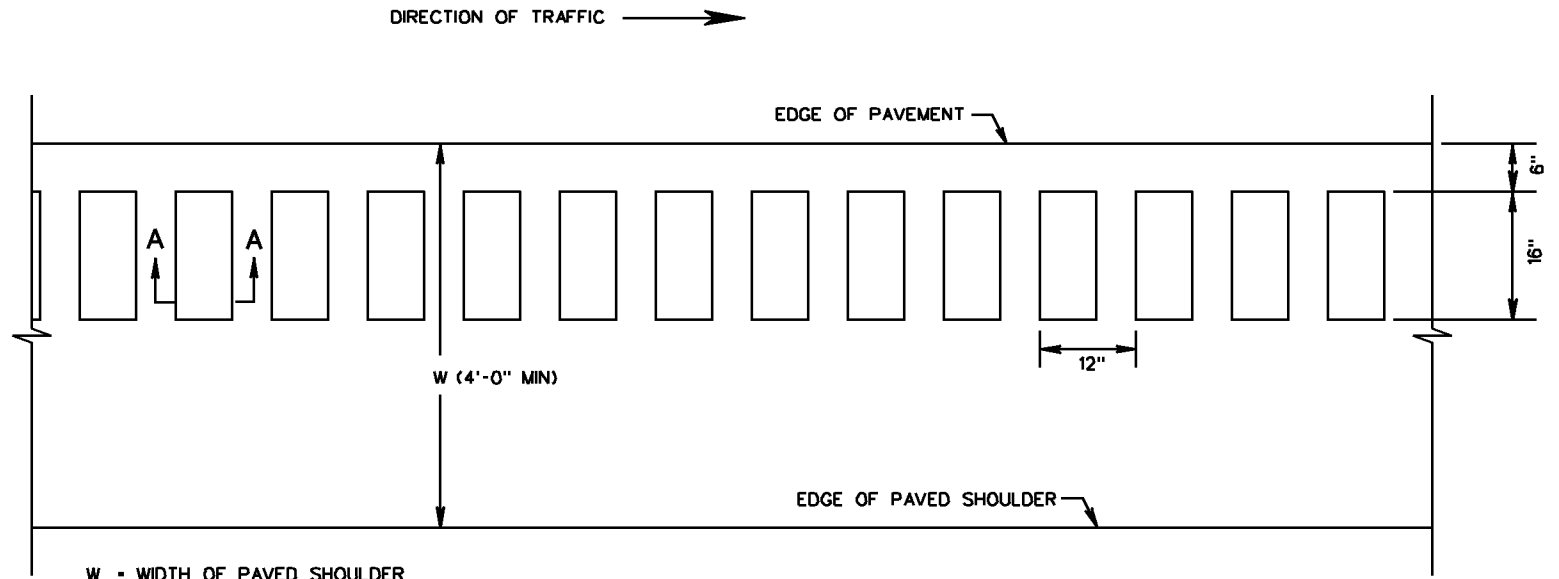 DIRECTION OF TRAFFIC
EDGE OF PAVEMENT
6"
A A
16"
12"
W (4'-0" MIN)
EDGE OF PAVED SHOULDER
W - WIDTH OF PAVED SHOULDER